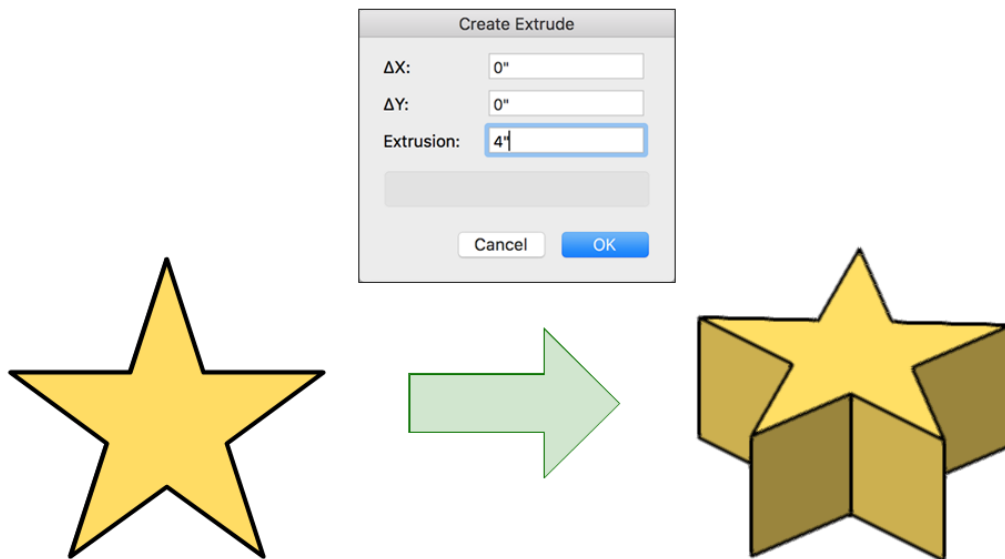 Create Extrude
ΔX: 0"
ΔY: 0"
Extrusion: 4"
Cancel OK